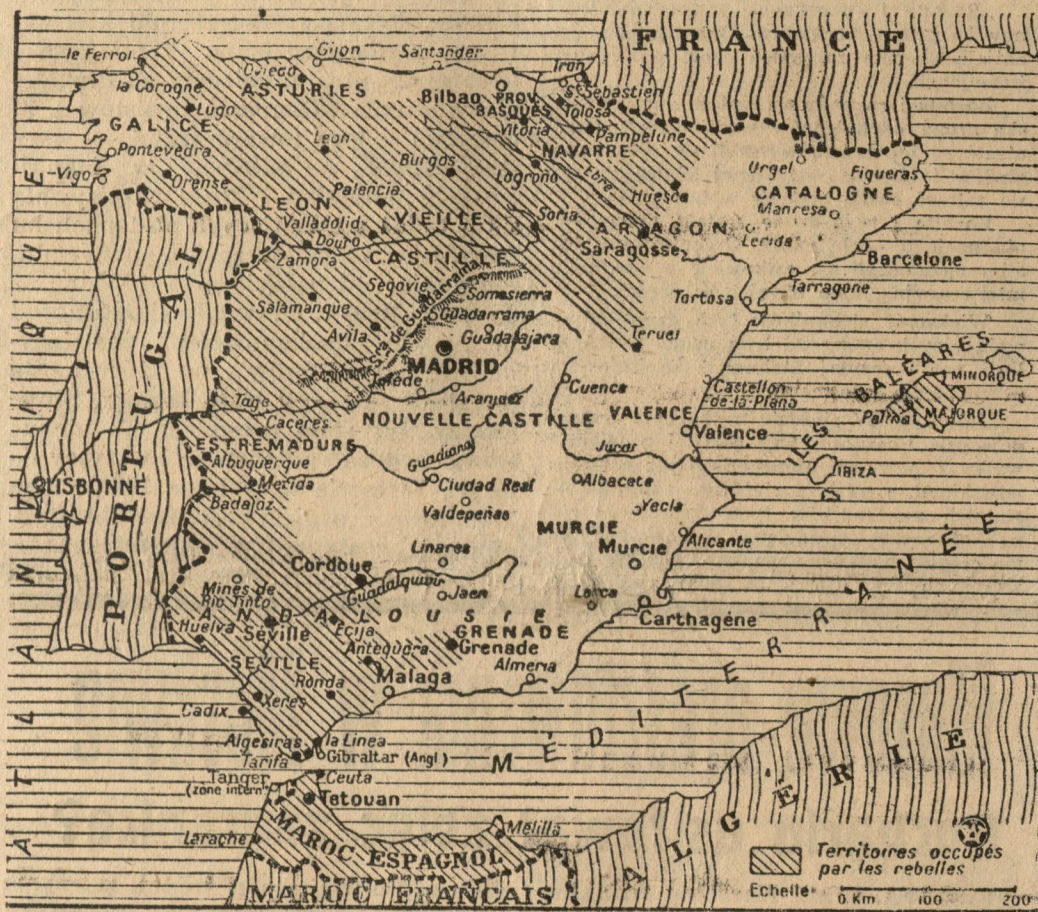 FRANCE
le Ferrol
Gijon
Santander
Irun
la Corogne
Oviedo
ASTURIES
Bilbao
PROV.
BASQUES
St Sebastien
Tolosa
Lugo
GALICE
Leon
Vitoria
Pampelune
NAVARRE
Pontevedra
Burgos
Logroño
Ebre
Urgel
Figueras
Vigo
Orense
Palencia
Huesca
CATALOGNE
Manresa
LEON
Valladolid
VIEILLE
Soria
ARAGON
Saragosse
Lerida
Douro
Zamora
CASTILLE
Barcelone
Tarragone
Segovie
Sra de Guadarrama
Somosierra
Guadarrama
Tortosa
Salamanque
Avila
Guadalajara
Teruel
MADRID
ILES BALÉARES
MINORQUE
Palma
MAJORQUE
Tolède
Aranjuez
Cuenca
Castellon
de-la-Plana
Tage
NOUVELLE CASTILLE
VALENCE
Caceres
Valence
ESTREMADURE
Guadiana
Jucar
IBIZA
Albuquerque
LISBONNE
Merida
Ciudad Real
Albacete
Badajoz
Valdepeñas
Yecla
MURCIE
Murcie
Alicante
PORTUGAL
Linares
Cordoue
Guadalquivir
Jaen
Lorca
Carthagéne
Mines de
Rio Tinto
ANDALOUSIE
Huelva
Séville
Ecija
GRENADE
Grenade
Antequera
SEVILLE
Almeria
Ronda
Malaga
Xeres
Cadix
Algesiras
la Linea
Tarifa
Gibraltar (Angl)
Tanger
(zone intern)
Ceuta
Tetouan
Larache
Melilla
MAROC ESPAGNOL
MAROC FRANÇAIS
ALGÉRIE
MÉDITERRANÉE
ATLANTIQUE
Territoires occupés
par les rebelles
Echelle
0 Km 100 200